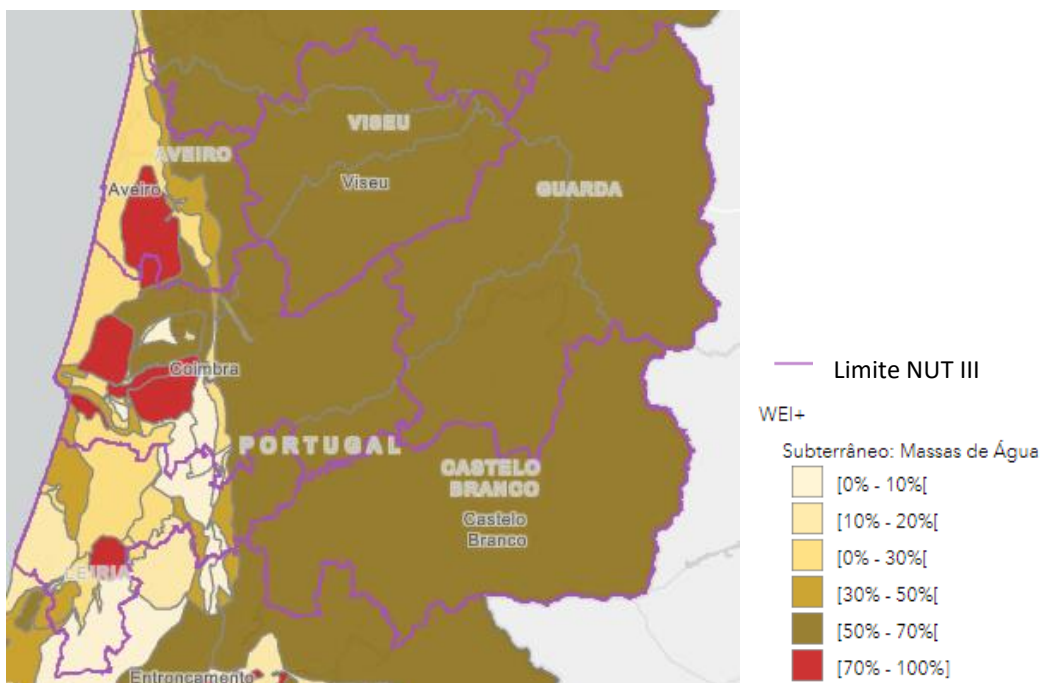 VISEU
AVEIRO
Aveiro
Viseu
GUARDA
Coimbra
PORTUGAL
CASTELO
BRANCO
Castelo
Branco
LEIRIA
Entroncamento
Limite NUT III
WEI+
Subterrâneo: Massas de Água
[0% - 10%[
[10% - 20%[
[0% - 30%[
[30% - 50%[
[50% - 70%[
[70% - 100%]